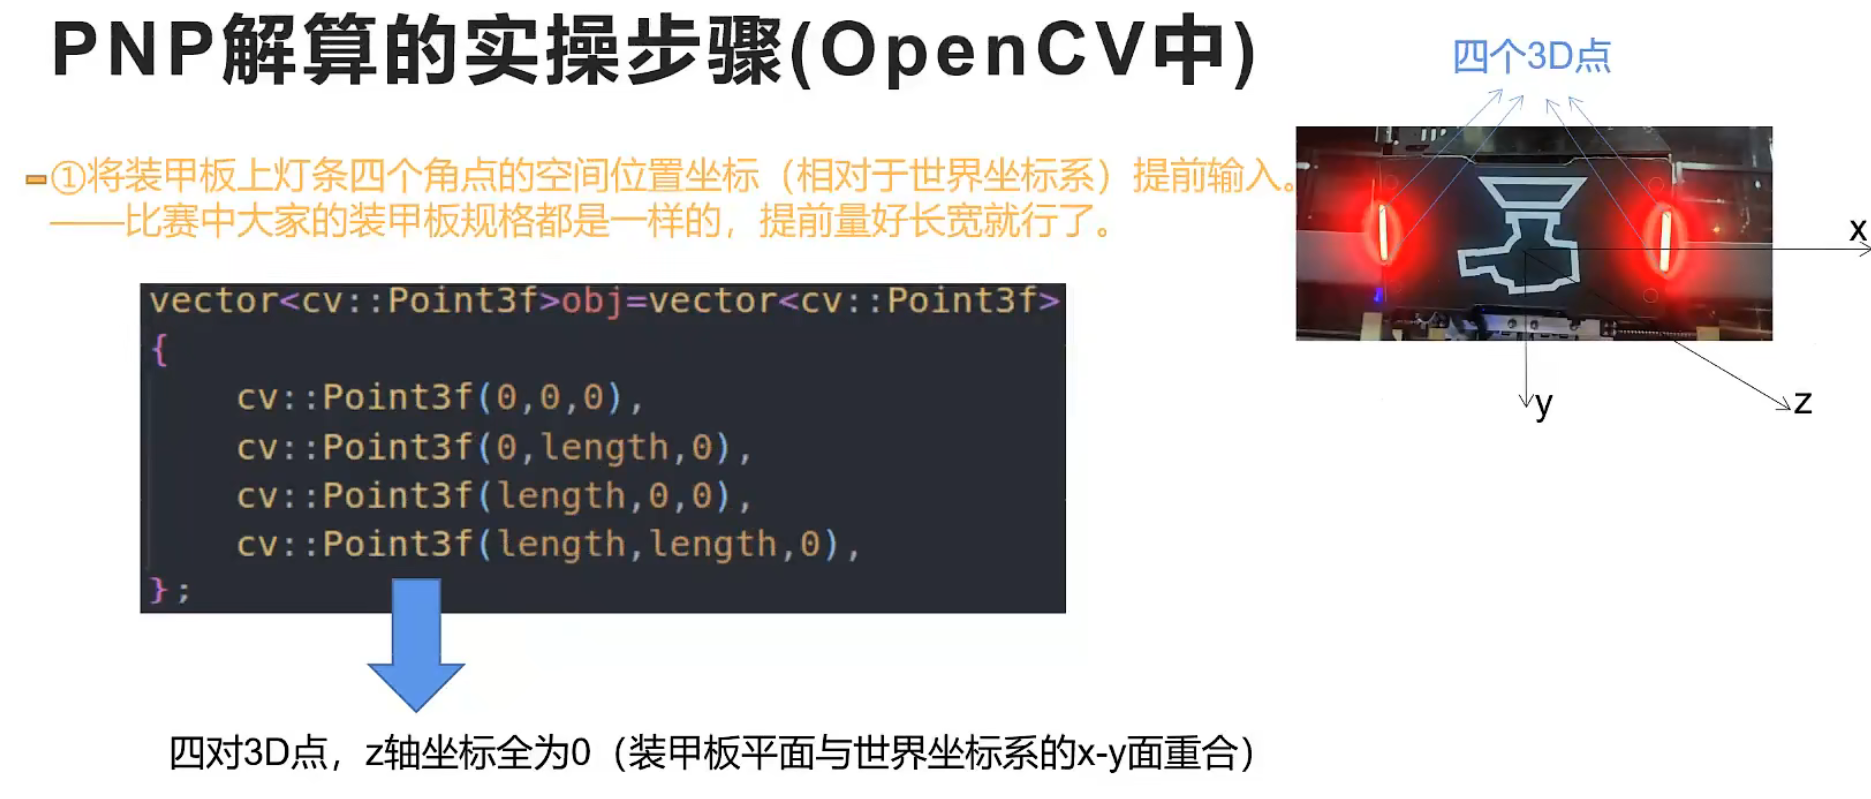 PNP解算的实操步骤(OpenCV中)
四个3D点
①将装甲板上灯条四个角点的空间位置坐标（相对于世界坐标系）提前输入。
——比赛中大家的装甲板规格都是一样的，提前量好长宽就行了。
x
y
z
vector<cv::Point3f>obj=vector<cv::Point3f>
{
cv::Point3f(0,0,0),
cv::Point3f(0,length,0),
cv::Point3f(length,0,0),
cv::Point3f(length,length,0),
};
四对3D点，z轴坐标全为0（装甲板平面与世界坐标系的x-y面重合）